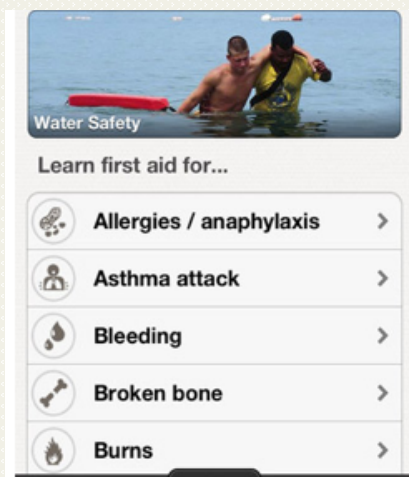 Water Safety
Learn first aid for...
Allergies / anaphylaxis
Asthma attack
Bleeding
Broken bone
Burns